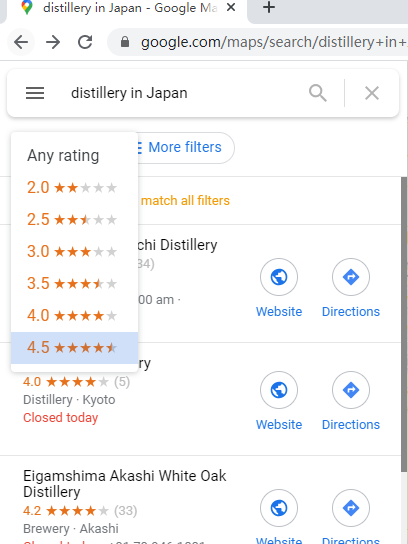 distillery in Japan - Google Ma
google.com/maps/search/distillery+in+
distillery in Japan
Any rating
More filters
2.0
2.5
match all filters
3.0
chi Distillery
34)
3.5
00 am ·
4.0
Website
Directions
4.5
ry
4.0 (5)
Distillery · Kyoto
Closed today
Website
Directions
Eigamshima Akashi White Oak
Distillery
4.2 (33)
Brewery · Akashi
Website
Directions